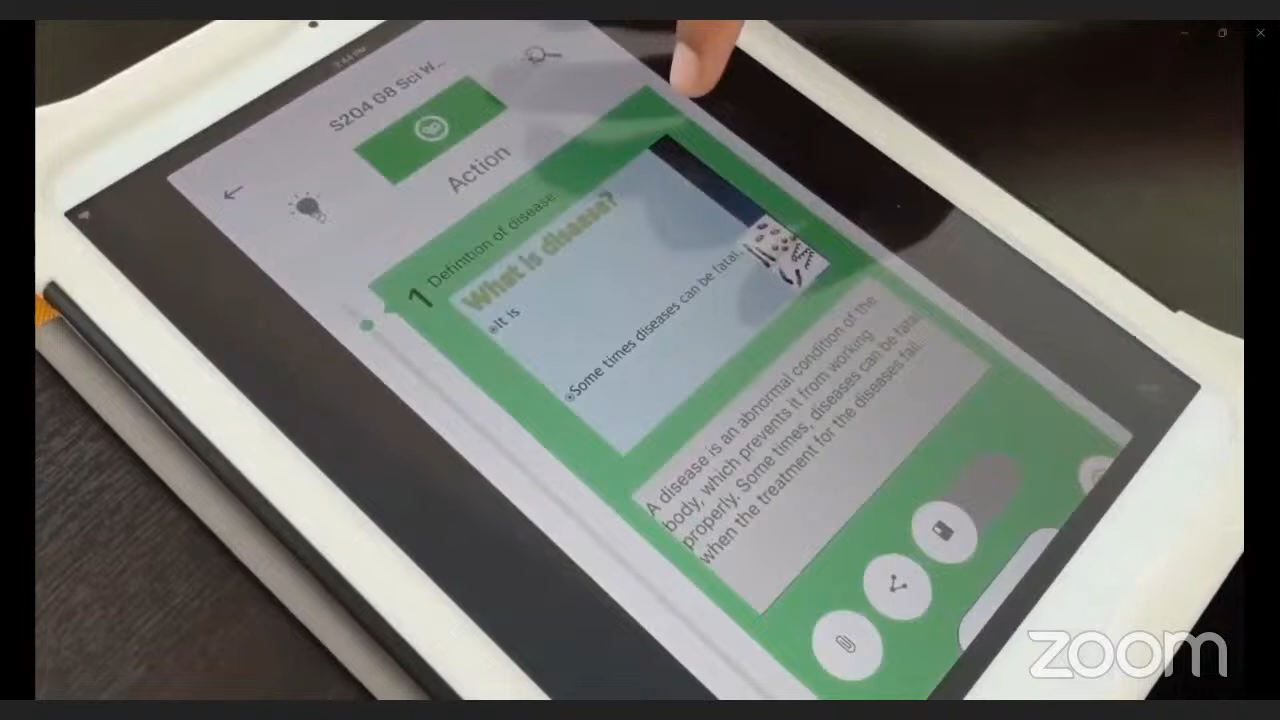 S204 G8 Sci W...
Action
1 Definition of disease.
What is disease?
It is
Some times diseases can be fatal.
A disease is an abnormal condition of the
body, which prevents it from working
properly. Some times, diseases can be fatal
when the treatment for the diseases fail.
zoom